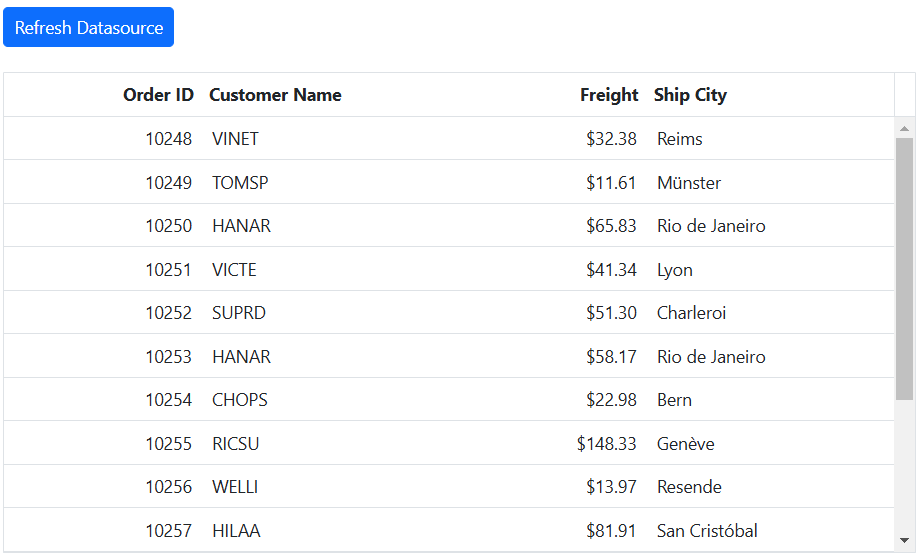 Refresh Datasource
Order ID Customer Name Freight Ship City
10248 VINET $32.38 Reims
10249 TOMSP $11.61 Münster
10250 HANAR $65.83 Rio de Janeiro
10251 VICTE $41.34 Lyon
10252 SUPRD $51.30 Charleroi
10253 HANAR $58.17 Rio de Janeiro
10254 CHOPS $22.98 Bern
10255 RICSU $148.33 Genève
10256 WELLI $13.97 Resende
10257 HILAA $81.91 San Cristóbal